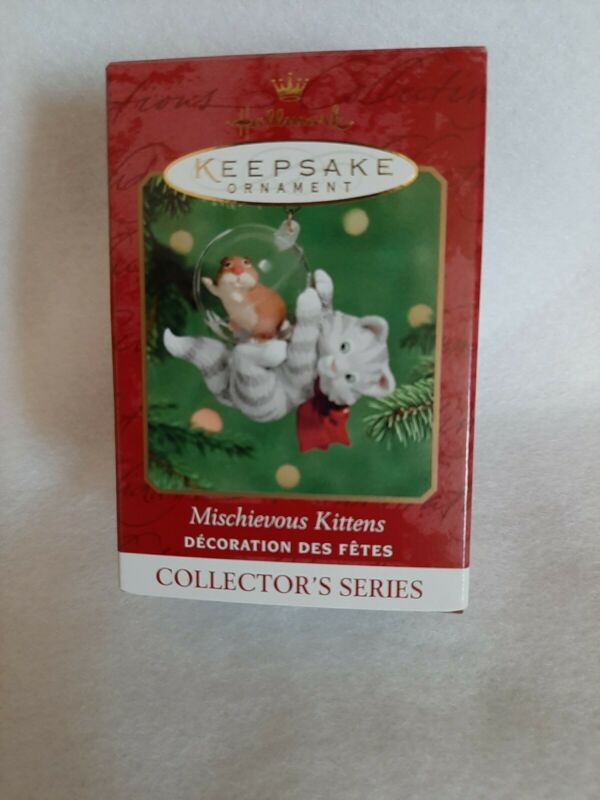 Hallmark
KEEPSAKE
ORNAMENT
Mischievous Kittens
DÉCORATION DES FÊTES
COLLECTOR'S SERIES